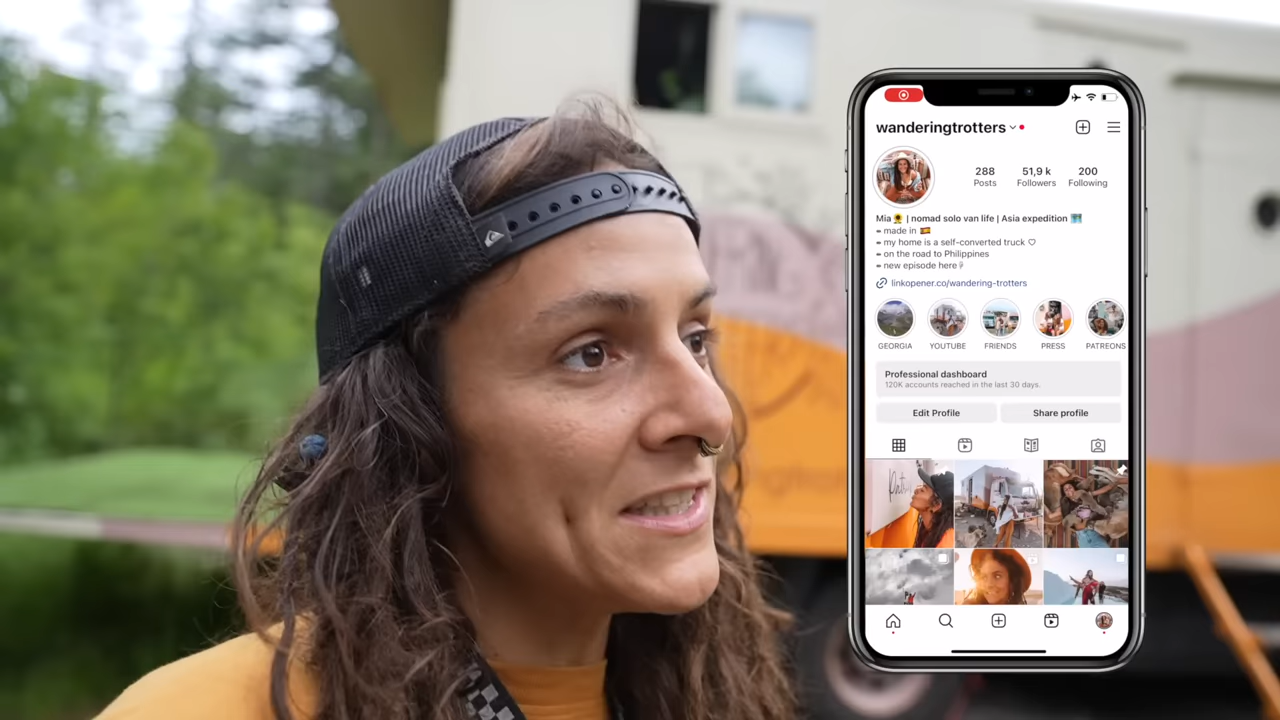 wanderingtrotters
288 51,9 k 200
Posts Followers Following
Mia🌻 | nomad solo van life | Asia expedition
made in 🇪🇸
my home is a self-converted truck ♡
on the road to Philippines
new episode here
linkopener.co/wandering-trotters
GEORGIA YOUTUBE FRIENDS PRESS PATREONS
Professional dashboard
120K accounts reached in the last 30 days.
Edit Profile Share profile